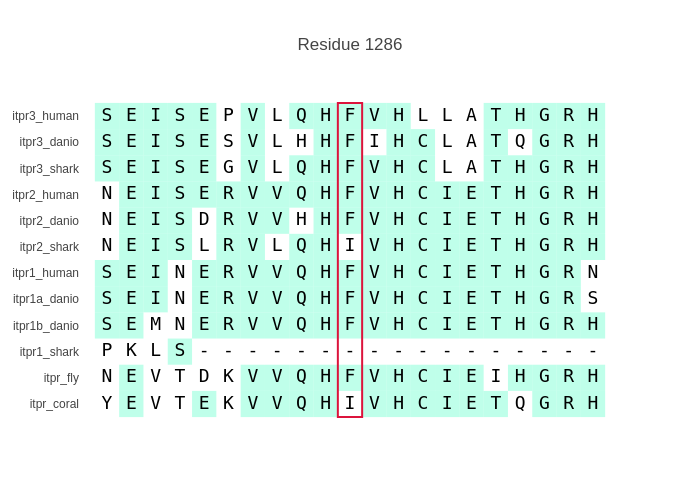 Residue 1286
itpr3_human S E I S E P V L Q H F V H L L A T H G R H
itpr3_danio S E I S E S V L H H F I H C L A T Q G R H
itpr3_shark S E I S E G V L Q H F V H C L A T H G R H
itpr2_human N E I S E R V V Q H F V H C I E T H G R H
itpr2_danio N E I S D R V V H H F V H C I E T H G R H
itpr2_shark N E I S L R V L Q H I V H C I E T H G R H
itpr1_human S E I N E R V V Q H F V H C I E T H G R N
itpr1a_danio S E I N E R V V Q H F V H C I E T H G R S
itpr1b_danio S E M N E R V V Q H F V H C I E T H G R H
itpr1_shark P K L S - - - - - - - - - - - - - - - - -
itpr_fly N E V T D K V V Q H F V H C I E I H G R H
itpr_coral Y E V T E K V V Q H I V H C I E T Q G R H